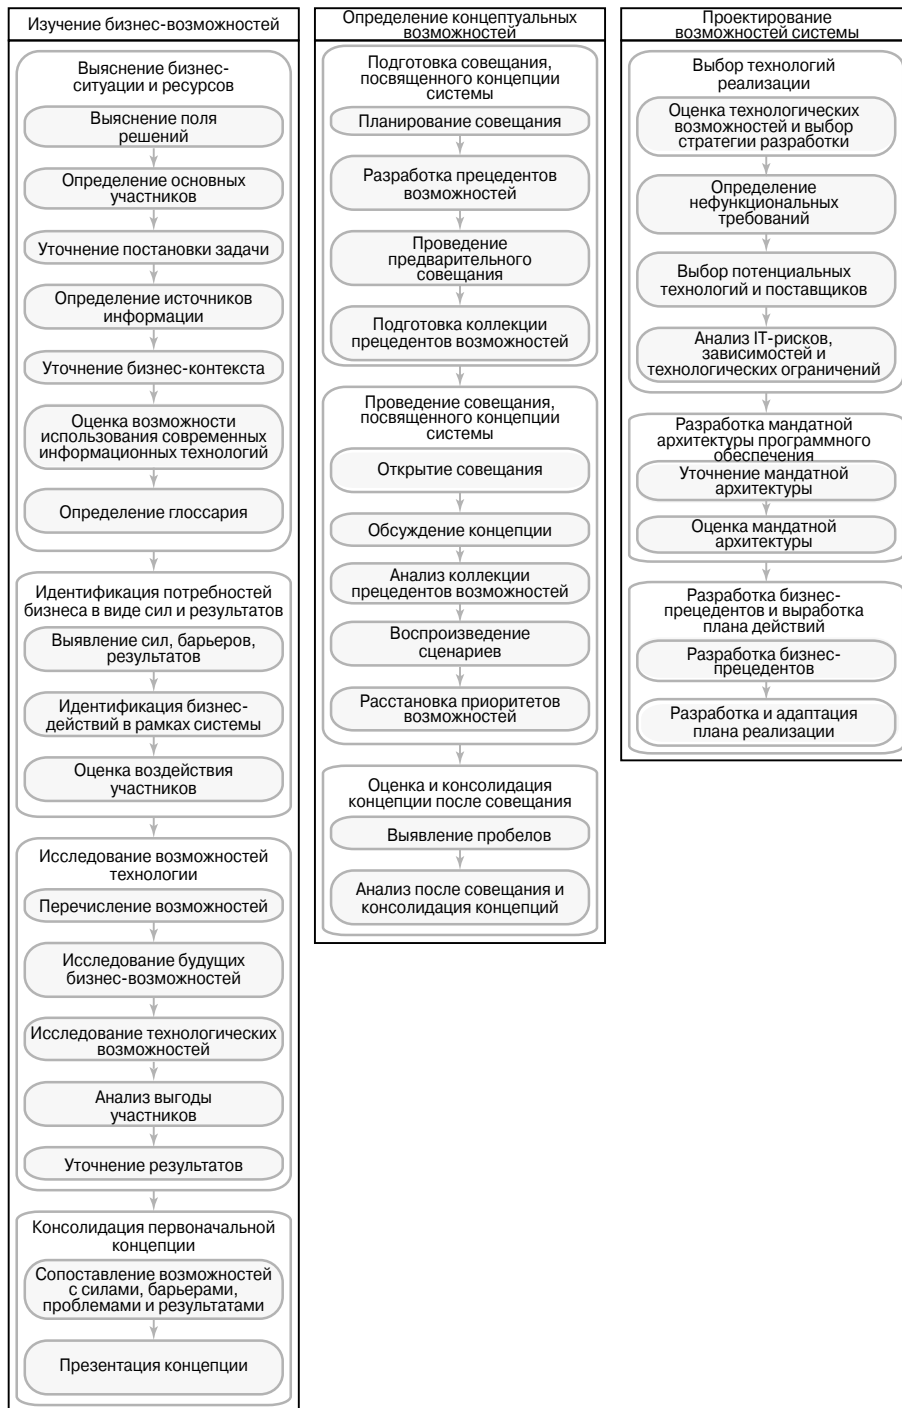 Изучение бизнес-возможностей
Выяснение бизнес-
ситуации и ресурсов
Выяснение поля
решений
Определение основных
участников
Уточнение постановки задачи
Определение источников
информации
Уточнение бизнес-контекста
Оценка возможности
использования современных
информационных технологий
Определение глоссария
Идентификация потребностей
бизнеса в виде сил и результатов
Выявление сил, барьеров,
результатов
Идентификация бизнес-
действий в рамках системы
Оценка воздействия
участников
Исследование возможностей
технологии
Перечисление возможностей
Исследование будущих
бизнес-возможностей
Исследование технологических
возможностей
Анализ выгоды
участников
Уточнение результатов
Консолидация первоначальной
концепции
Сопоставление возможностей
с силами, барьерами,
проблемами и результатами
Презентация концепции
Определение концептуальных
возможностей
Подготовка совещания,
посвященного концепции
системы
Планирование совещания
Разработка прецедентов
возможностей
Проведение
предварительного
совещания
Подготовка коллекции
прецедентов возможностей
Проведение совещания,
посвященного концепции
системы
Открытие совещания
Обсуждение концепции
Анализ коллекции
прецедентов возможностей
Воспроизведение
сценариев
Расстановка приоритетов
возможностей
Оценка и консолидация
концепции после совещания
Выявление пробелов
Анализ после совещания и
консолидация концепций
Проектирование
возможностей системы
Выбор технологий
реализации
Оценка технологических
возможностей и выбор
стратегии разработки
Определение
нефункциональных
требований
Выбор потенциальных
технологий и поставщиков
Анализ IT-рисков,
зависимостей и
технологических ограничений
Разработка мандатной
архитектуры программного
обеспечения
Уточнение мандатной
архитектуры
Оценка мандатной
архитектуры
Разработка бизнес-
прецедентов и выработка
плана действий
Разработка бизнес-
прецедентов
Разработка и адаптация
плана реализации